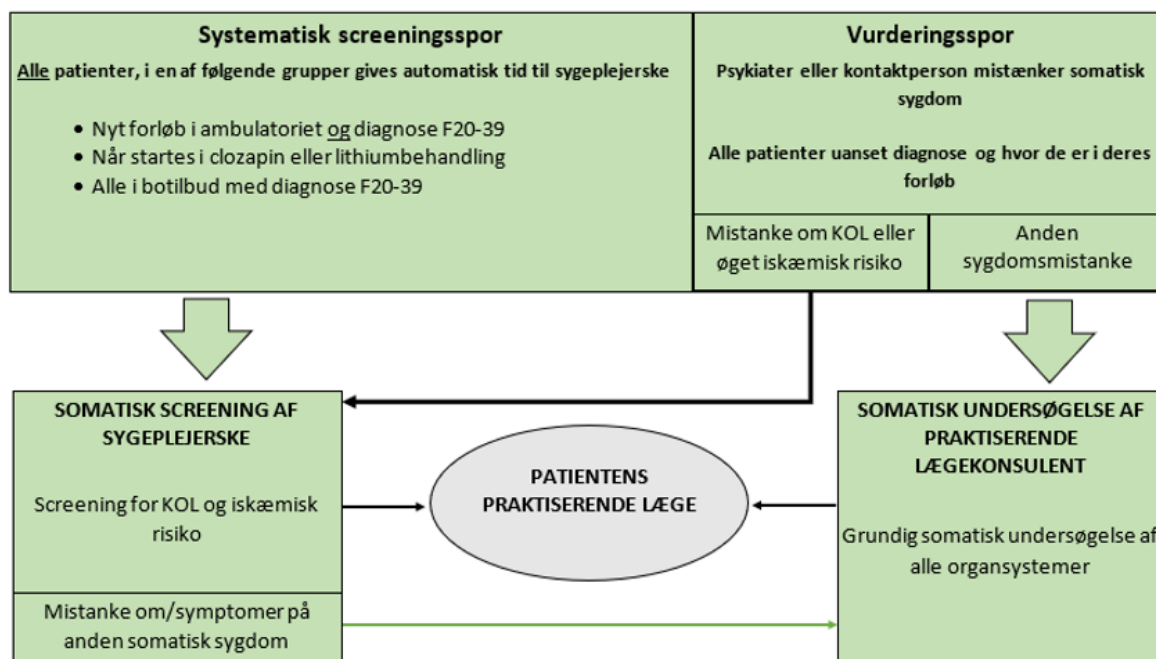 Systematisk screeningsspor
Alle patienter, i en af følgende grupper gives automatisk tid til sygeplejerske
• Nyt forløb i ambulatoriet og diagnose F20-39
• Når startes i clozapin eller lithiumbehandling
• Alle i botilbud med diagnose F20-39
Vurderingsspor
Psykiater eller kontaktperson mistænker somatisk
sygdom
Alle patienter uanset diagnose og hvor de er i deres
forløb
Mistanke om KOL eller
øget iskæmisk risiko
Anden
sygdomsmistanke
SOMATISK SCREENING AF
SYGEPLEJERSKE
Screening for KOL og iskæmisk
risiko
Mistanke om/symptomer på
anden somatisk sygdom
PATIENTENS
PRAKTISERENDE LÆGE
SOMATISK UNDERSØGELSE AF
PRAKTISERENDE
LÆGEKONSULENT
Grundig somatisk undersøgelse af
alle organsystemer